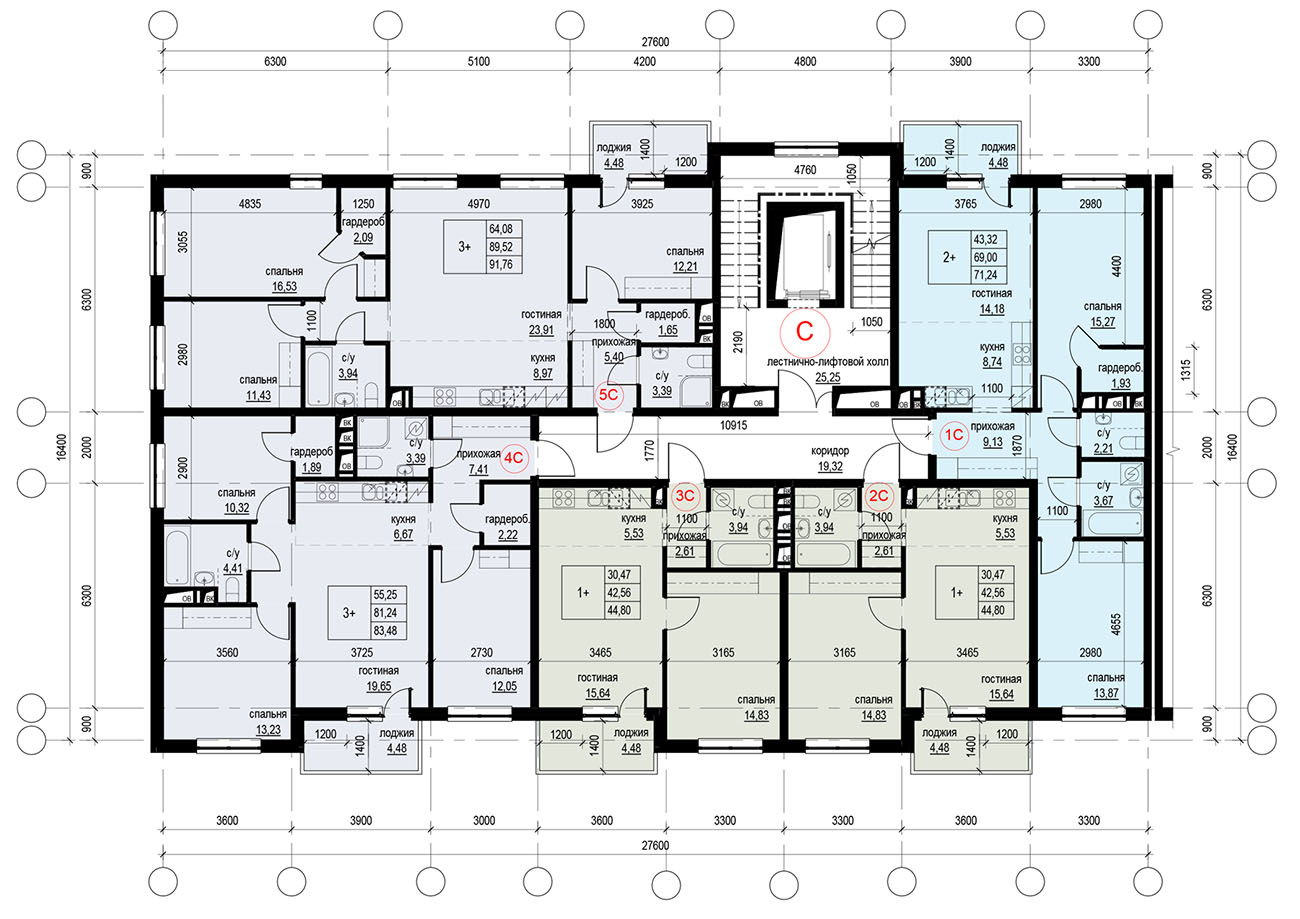 27600
6300 5100 4200 4800 3900 3300
900
6300
2000
16400
6300
900
900
6300
1315
2000
16400
6300
900
лоджия
4,48
1400
1200
4760
1050
1200
1400
лоджия
4,48
4835
1250
гардероб
2,09
3055
спальня
16,53
4970
3+
64,08
89,52
91,76
3925
спальня
12,21
3765
2+
43,32
69,00
71,24
гостиная
14,18
2980
4400
спальня
15,27
2980
1100
с/у
3,94
спальня
11,43
гостиная
23,91
кухня
8,97
ОВ
1800
прихожая
5,40
гардероб.
1,65
ОВ
ВК
с/у
3,39
5С
2190
С
1050
лестнично-лифтовой холл
25,25
ВК
ОВ
кухня
8,74
1100
ОВ
ОВ
ВК
гардероб.
1,93
ОВ
ВК
2900
гардероб
1,89
ВК
ВК
ОВ
с/у
3,39
прихожая
7,41
4С
10915
1770
коридор
19,32
1С
прихожая
9,13
1870
с/у
2,21
спальня
10,32
кухня
6,67
гардероб.
2,22
3С
2С
с/у
3,67
1100
кухня
5,53
ВК
1100
прихожая
2,61
с/у
3,94
ВК
ВК
ОВ
ОВ
с/у
3,94
1100
прихожая
2,61
ВК
кухня
5,53
с/у
4,41
ОВ
ВК
3+
55,25
81,24
83,48
1+
30,47
42,56
44,80
1+
30,47
42,56
44,80
4655
3560
3725
2730
3465
3165
3165
3465
2980
гостиная
19,65
спальня
12,05
гостиная
15,64
спальня
14,83
спальня
14,83
гостиная
15,64
спальня
13,87
спальня
13,23
1200
1400
лоджия
4,48
1200
1400
лоджия
4,48
лоджия
4,48
1400
1200
3600 3900 3000 3600 3300 3300 3600 3300
27600